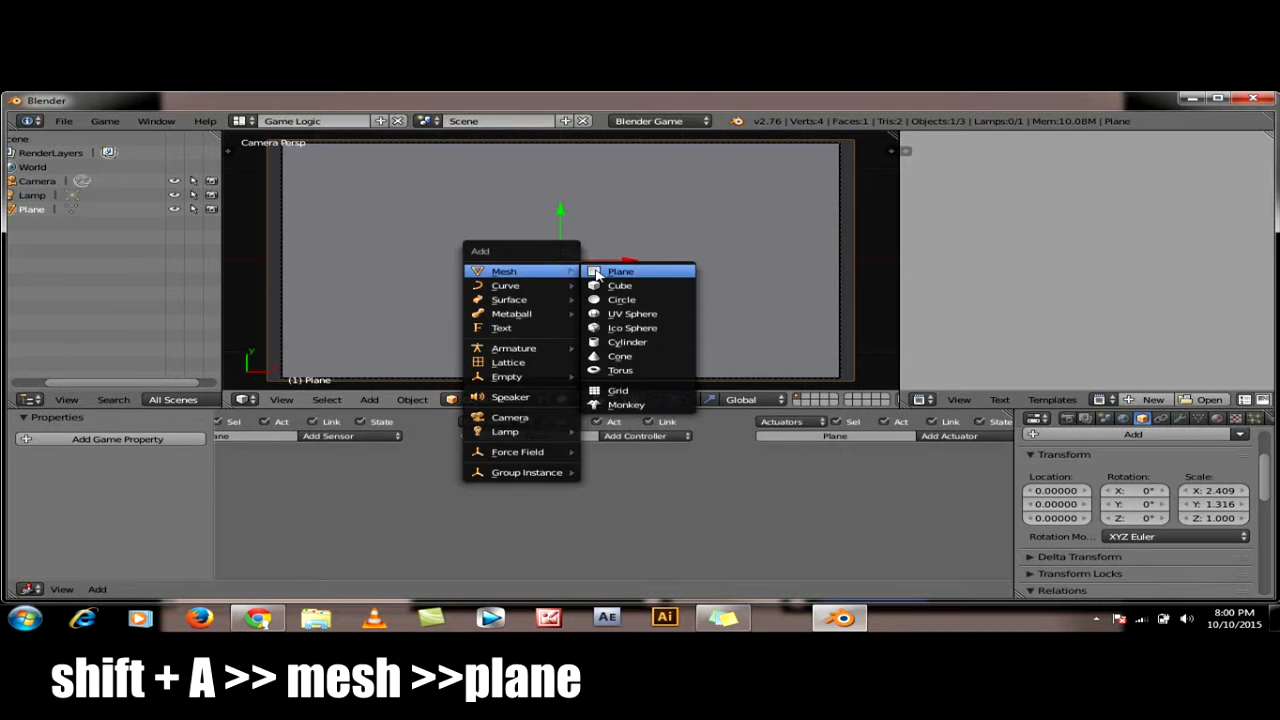 Blender
File Game Window Help Game Logic Scene Blender Game v2.76 | Verts:4 | Faces:1 | Tris:2 | Objects:1/3 | Lamps:0/1 | Mem:10.08M | Plane
cene
RenderLayers
World
Camera
Lamp
Plane
Camera Persp
(1) Plane
Add
Mesh
Curve
Surface
Metaball
Text
Armature
Lattice
Empty
Speaker
Camera
Lamp
Force Field
Group Instance
Plane
Cube
Circle
UV Sphere
Ico Sphere
Cylinder
Cone
Torus
Grid
Monkey
View Search All Scenes View Select Add Object Global View Text Templates New Open
Properties
Add Game Property
Sel Act Link State
ane Add Sensor
Act Link
Add Controller
Actuators Sel Act Link State
Plane Add Actuator
Add
Transform
Location: Rotation: Scale:
0.00000 X: 0° X: 2.409
0.00000 Y: 0° Y: 1.316
0.00000 Z: 0° Z: 1.000
Rotation Mo... XYZ Euler
Delta Transform
Transform Locks
Relations
View Add
AE Ai
8:00 PM
10/10/2015
shift + A >> mesh >>plane